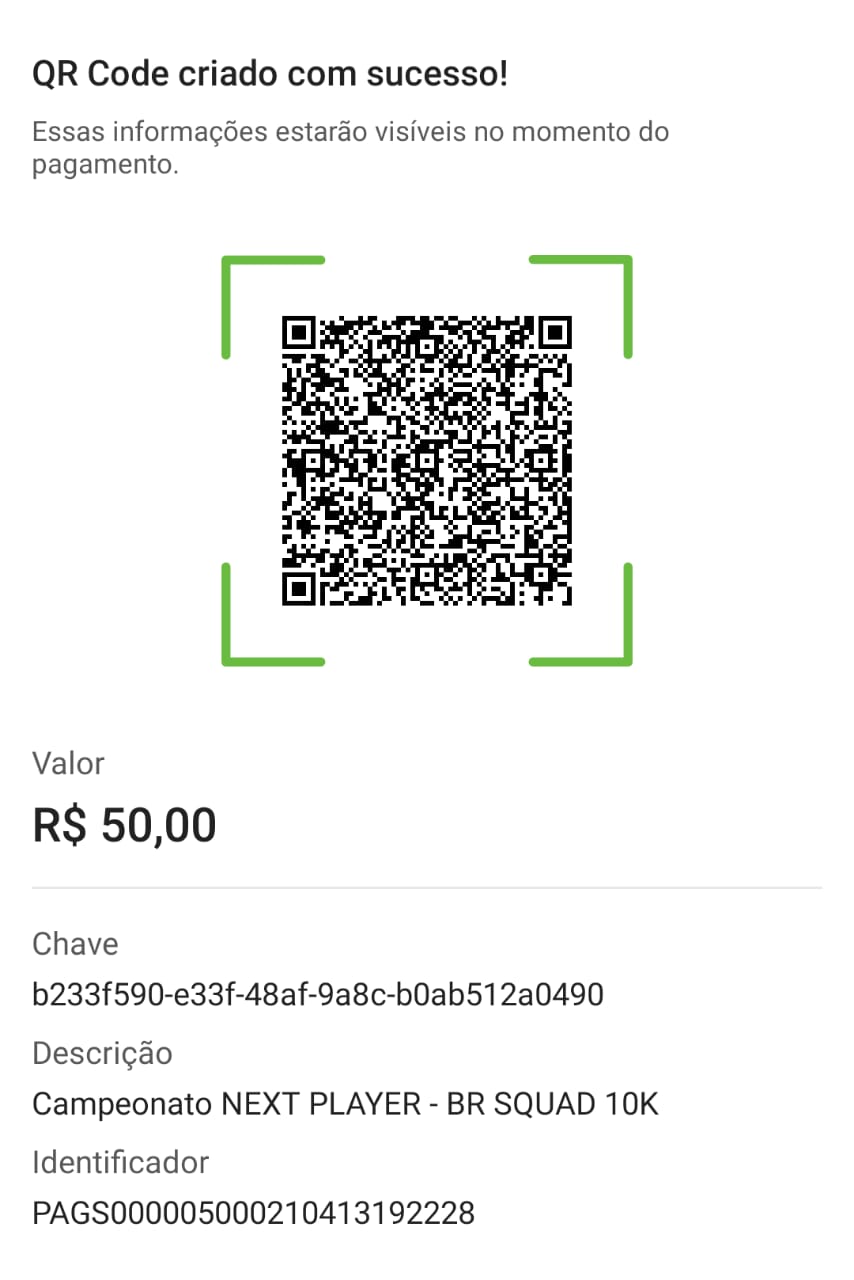 QR Code criado com sucesso!
Essas informações estarão visíveis no momento do
pagamento.
Valor
R$ 50,00
Chave
b233f590-e33f-48af-9a8c-b0ab512a0490
Descrição
Campeonato NEXT PLAYER - BR SQUAD 10K
Identificador
PAGS000005000210413192228